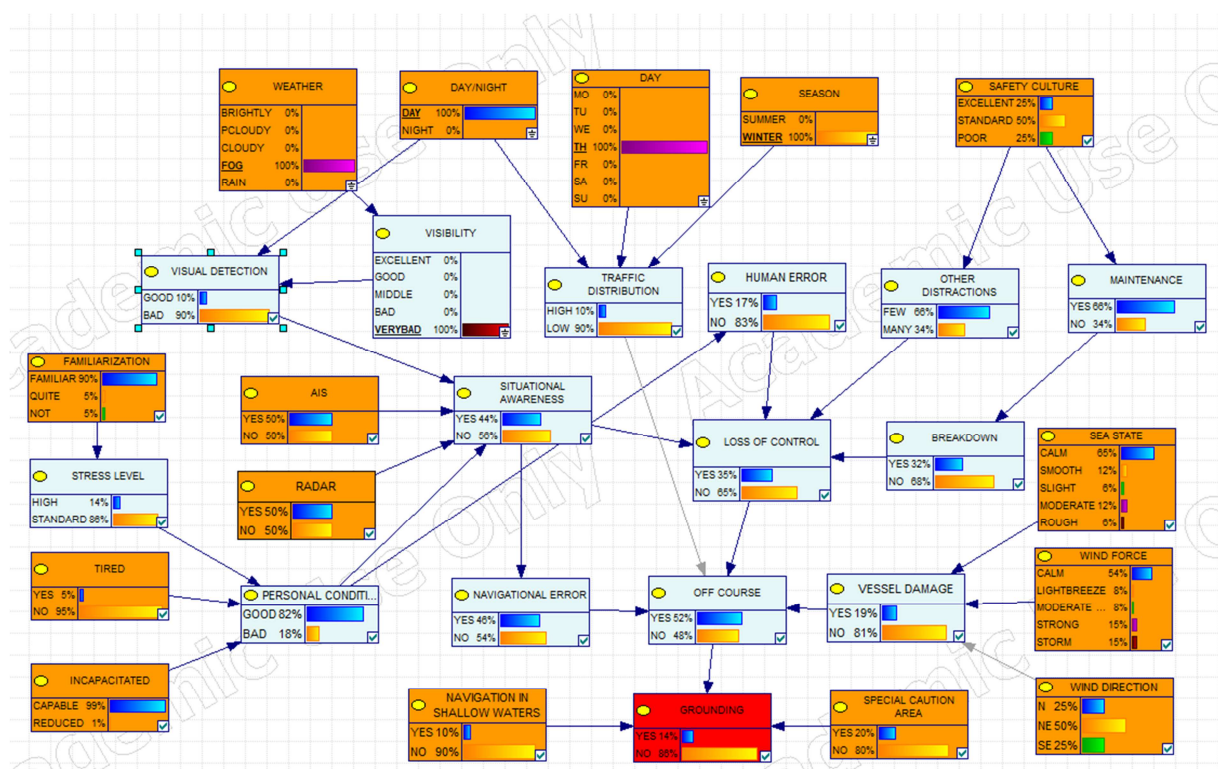 WEATHER
BRIGHTLY 0%
PCLOUDY 0%
CLOUDY 0%
FOG 100%
RAIN 0%
DAY/NIGHT
DAY 100%
NIGHT 0%
DAY
MO 0%
TU 0%
WE 0%
TH 100%
FR 0%
SA 0%
SU 0%
SEASON
SUMMER 0%
WINTER 100%
SAFETY CULTURE
EXCELLENT 25%
STANDARD 50%
POOR 25%
VISUAL DETECTION
GOOD 10%
BAD 90%
VISIBILITY
EXCELLENT 0%
GOOD 0%
MIDDLE 0%
BAD 0%
VERYBAD 100%
TRAFFIC
DISTRIBUTION
HIGH 10%
LOW 90%
HUMAN ERROR
YES 17%
NO 83%
OTHER
DISTRACTIONS
FEW 66%
MANY 34%
MAINTENANCE
YES 66%
NO 34%
FAMILIARIZATION
FAMILIAR 90%
QUITE 5%
NOT 5%
AIS
YES 50%
NO 50%
SITUATIONAL
AWARENESS
YES 44%
NO 56%
LOSS OF CONTROL
YES 35%
NO 65%
BREAKDOWN
YES 32%
NO 68%
SEA STATE
CALM 65%
SMOOTH 12%
SLIGHT 6%
MODERATE 12%
ROUGH 6%
STRESS LEVEL
HIGH 14%
STANDARD 86%
RADAR
YES 50%
NO 50%
TIRED
YES 5%
NO 95%
PERSONAL CONDITI...
GOOD 82%
BAD 18%
NAVIGATIONAL ERROR
YES 46%
NO 54%
OFF COURSE
YES 52%
NO 48%
VESSEL DAMAGE
YES 19%
NO 81%
WIND FORCE
CALM 54%
LIGHTBREEZE 8%
MODERATE ... 8%
STRONG 15%
STORM 15%
INCAPACITATED
CAPABLE 99%
REDUCED 1%
NAVIGATION IN
SHALLOW WATERS
YES 10%
NO 90%
GROUNDING
YES 14%
NO 86%
SPECIAL CAUTION
AREA
YES 20%
NO 80%
WIND DIRECTION
N 25%
NE 50%
SE 25%
Academic Use Only